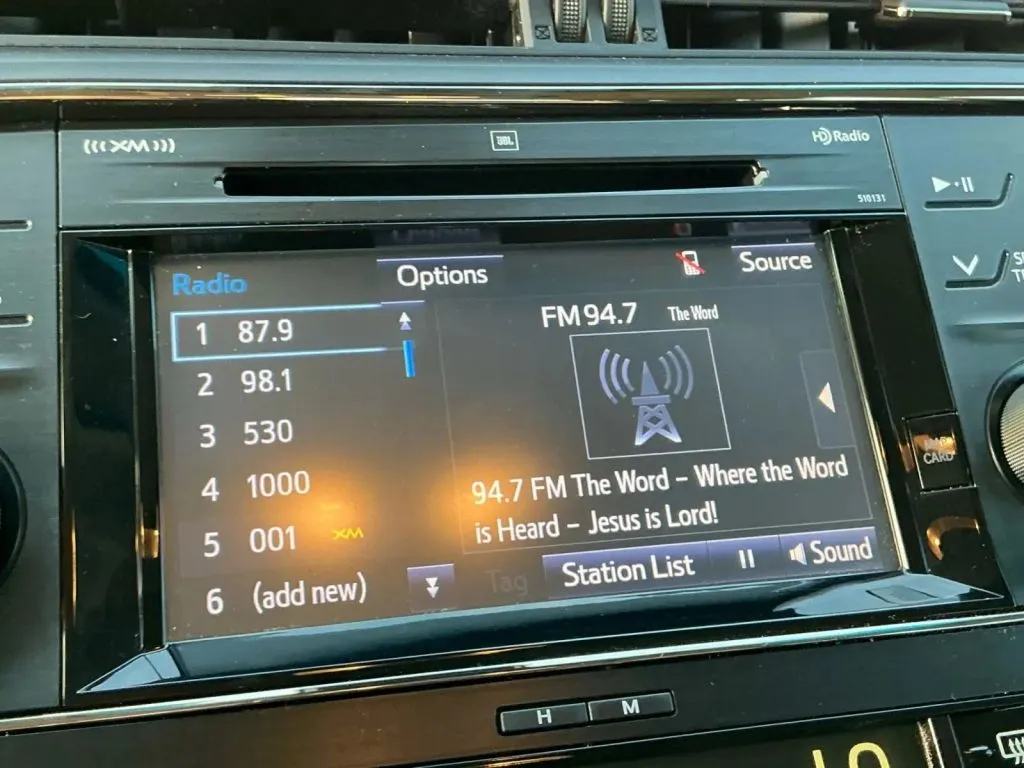 XM
JBL
HD Radio
510131
Radio
Options
Source
1 87.9
2 98.1
3 530
4 1000
5 001 XM
6 (add new)
FM 94.7 The Word
94.7 FM The Word – Where the Word
is Heard – Jesus is Lord!
Tag
Station List
Sound
CARD
H
M